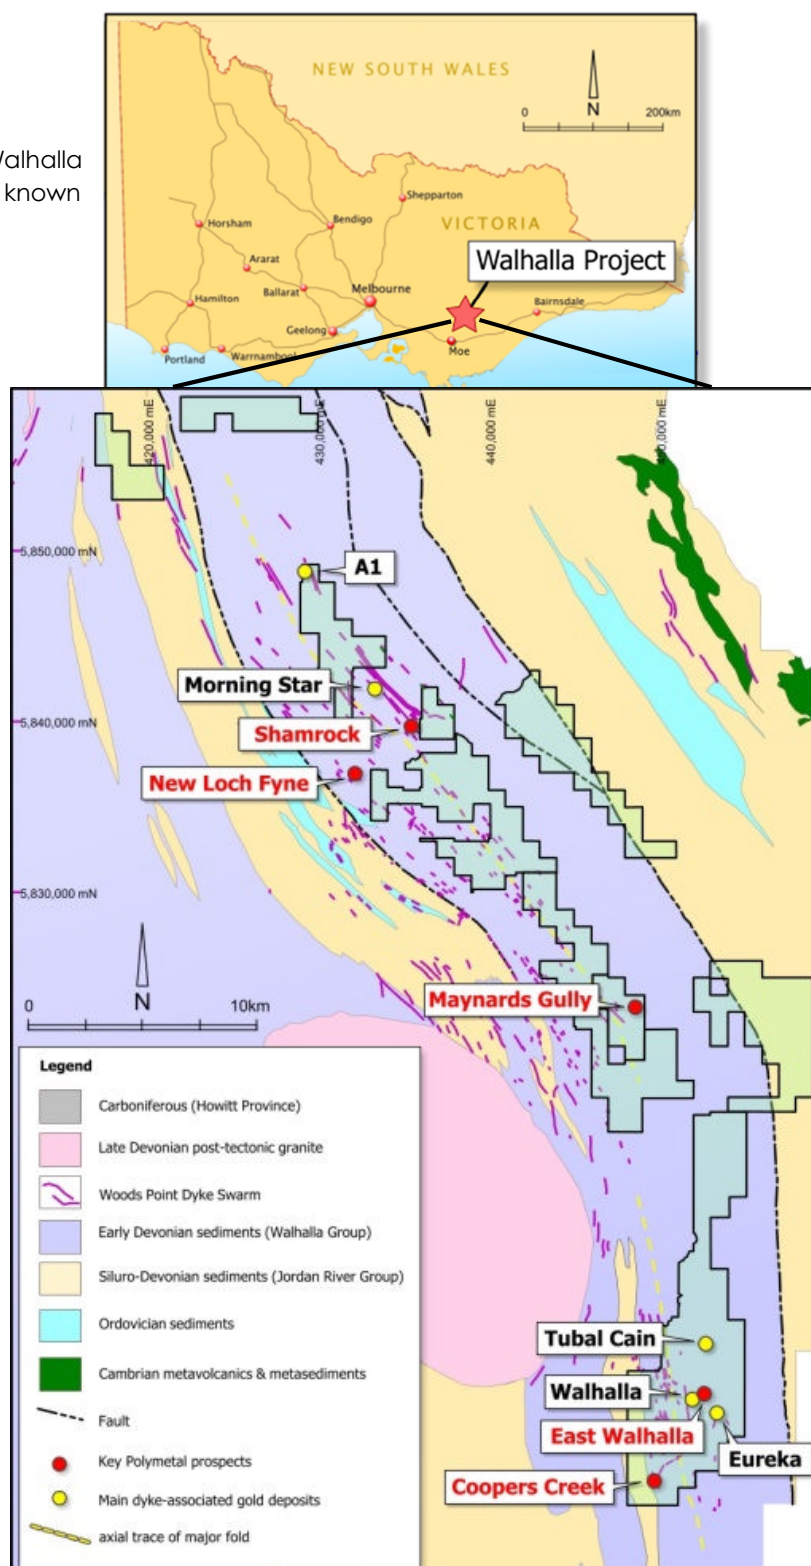 NEW SOUTH WALES
0 200km
N
Walhalla
known
Shepparton
Horsham
Bendigo
VICTORIA
Ararat
Walhalla Project
Hamilton
Ballarat
Melbourne
Bairnsdale
Geelong
Portland
Warrnambool
Moe
420,000 mE
430,000 mE
440,000 mE
5,850,000 mN
A1
Morning Star
5,840,000 mN
Shamrock
New Loch Fyne
5,830,000 mN
Maynards Gully
0 10km
N
Legend
Carboniferous (Howitt Province)
Late Devonian post-tectonic granite
Woods Point Dyke Swarm
Early Devonian sediments (Walhalla Group)
Siluro-Devonian sediments (Jordan River Group)
Ordovician sediments
Cambrian metavolcanics & metasediments
Fault
Key Polymetal prospects
Main dyke-associated gold deposits
axial trace of major fold
Tubal Cain
Walhalla
East Walhalla
Eureka
Coopers Creek